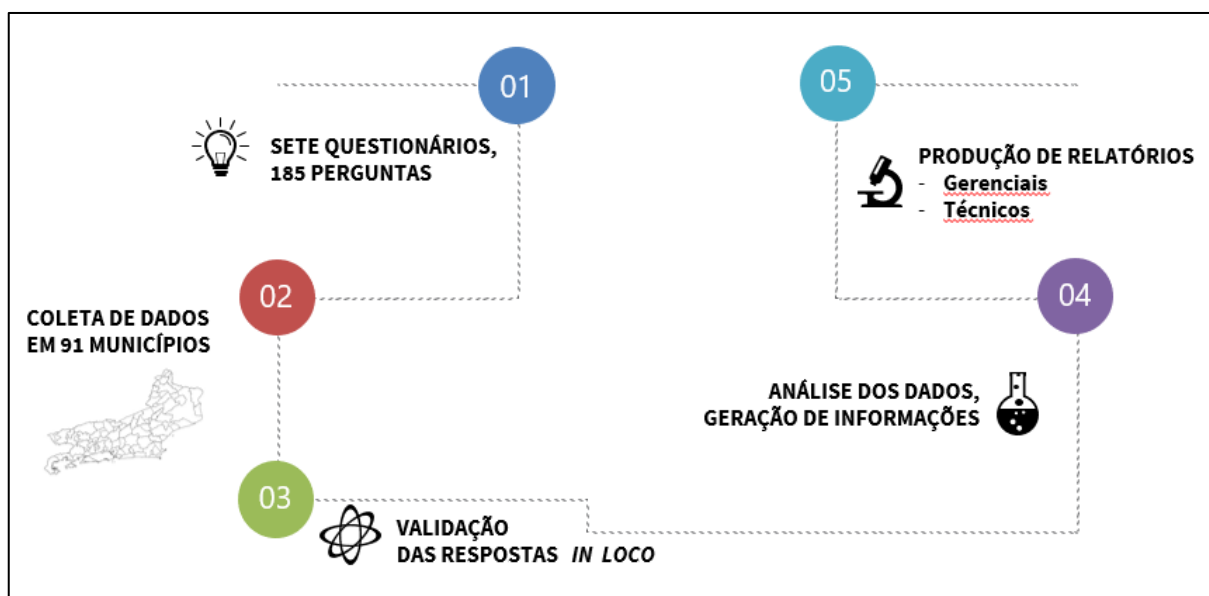 01
SETE QUESTIONÁRIOS,
185 PERGUNTAS
02
COLETA DE DADOS
EM 91 MUNICÍPIOS
03
VALIDAÇÃO
DAS RESPOSTAS IN LOCO
04
ANÁLISE DOS DADOS,
GERAÇÃO DE INFORMAÇÕES
05
PRODUÇÃO DE RELATÓRIOS
- Gerenciais
- Técnicos